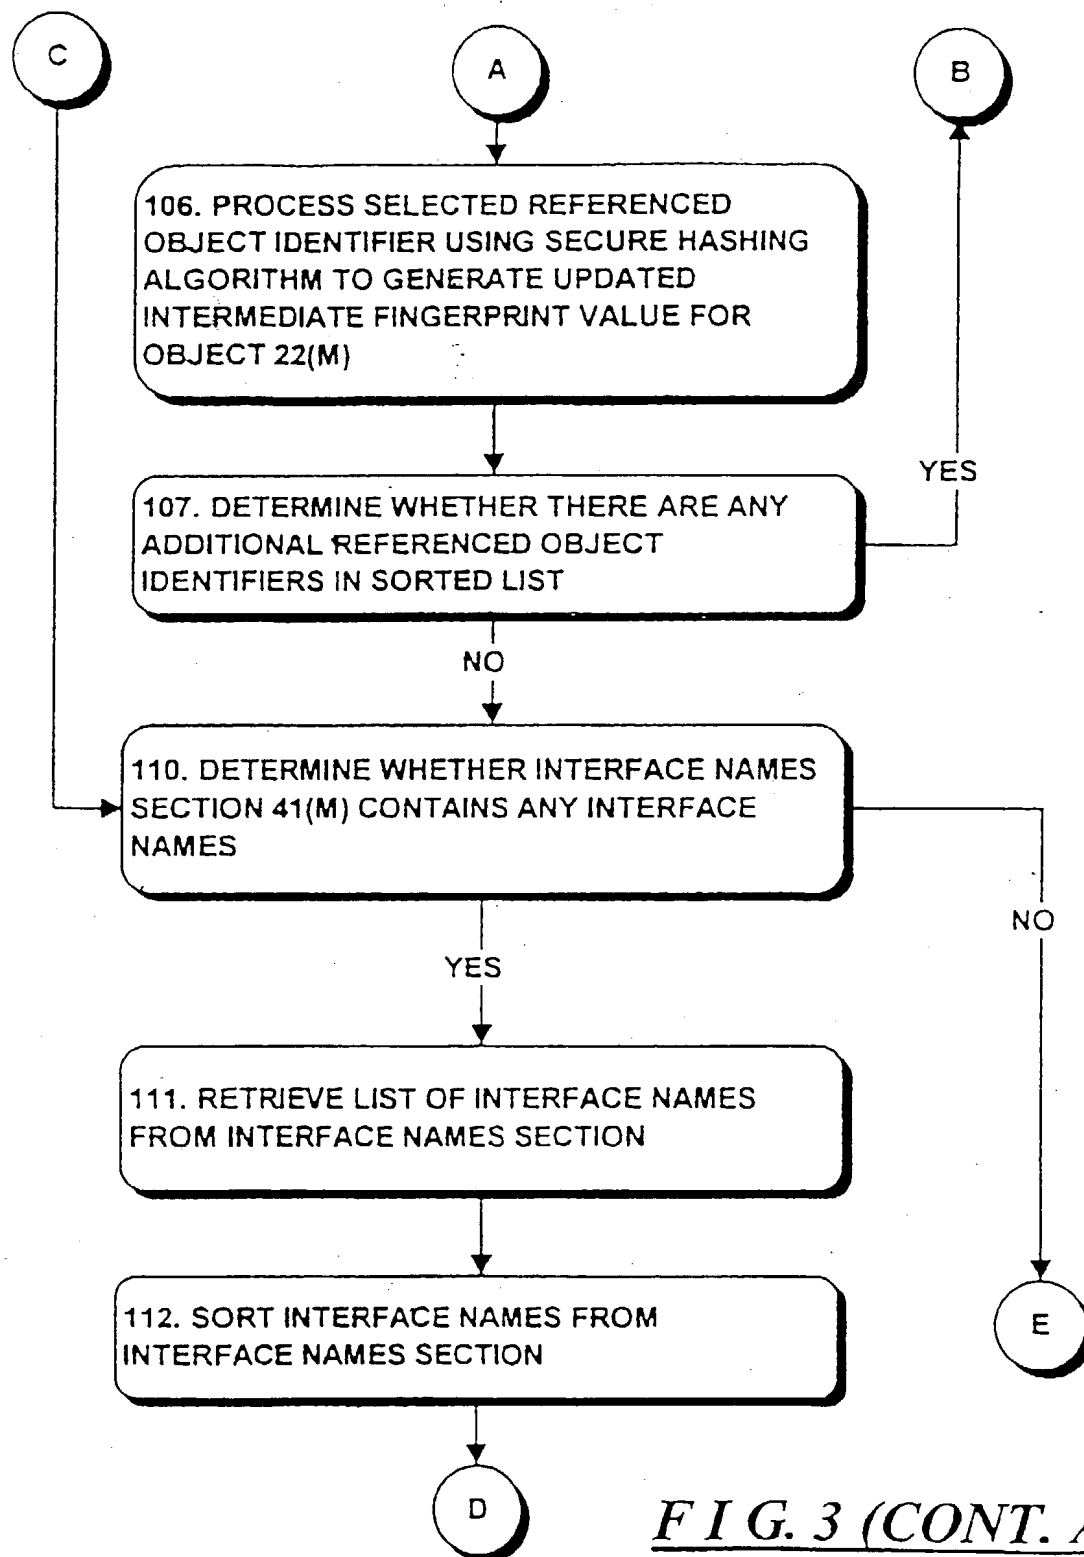 C
A
B
106. PROCESS SELECTED REFERENCED
OBJECT IDENTIFIER USING SECURE HASHING
ALGORITHM TO GENERATE UPDATED
INTERMEDIATE FINGERPRINT VALUE FOR
OBJECT 22(M)
YES
107. DETERMINE WHETHER THERE ARE ANY
ADDITIONAL REFERENCED OBJECT
IDENTIFIERS IN SORTED LIST
NO
110. DETERMINE WHETHER INTERFACE NAMES
SECTION 41(M) CONTAINS ANY INTERFACE
NAMES
NO
YES
111. RETRIEVE LIST OF INTERFACE NAMES
FROM INTERFACE NAMES SECTION
112. SORT INTERFACE NAMES FROM
INTERFACE NAMES SECTION
E
D
FIG. 3 (CONT.